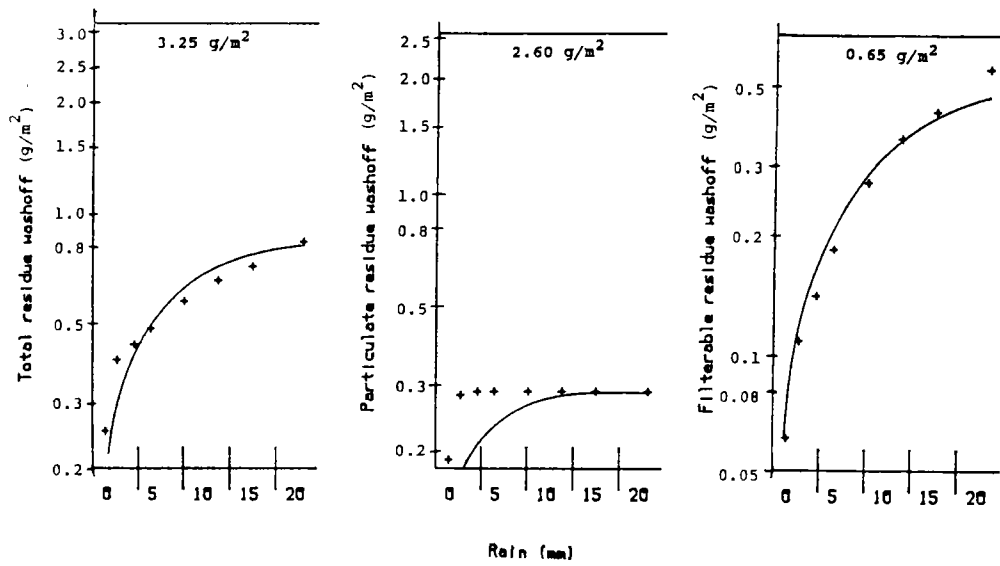 Total residue washoff (g/m²)
3.25 g/m²
3.0
2.5
2.0
1.5
1.0
0.8
0.5
0.3
0.2
0 5 10 15 20
Particulate residue washoff (g/m²)
2.60 g/m²
2.5
2.0
1.5
1.0
0.8
0.5
0.3
0.2
0 5 10 15 20
Filterable residue washoff (g/m²)
0.65 g/m²
0.5
0.3
0.2
0.1
0.08
0.05
0 5 10 15 20
Rain (mm)